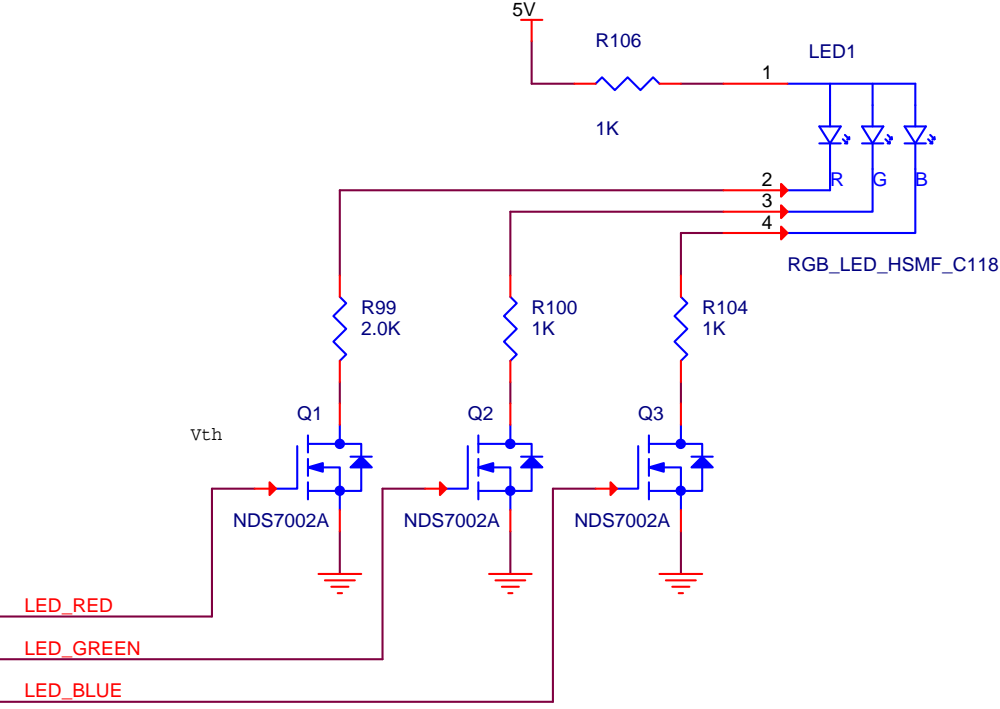 5V
R106
LED1
1
1K
2
R
G
B
3
4
RGB_LED_HSMF_C118
R99
2.0K
R100
1K
R104
1K
Q1
Q2
Q3
Vth
NDS7002A
NDS7002A
NDS7002A
LED_RED
LED_GREEN
LED_BLUE